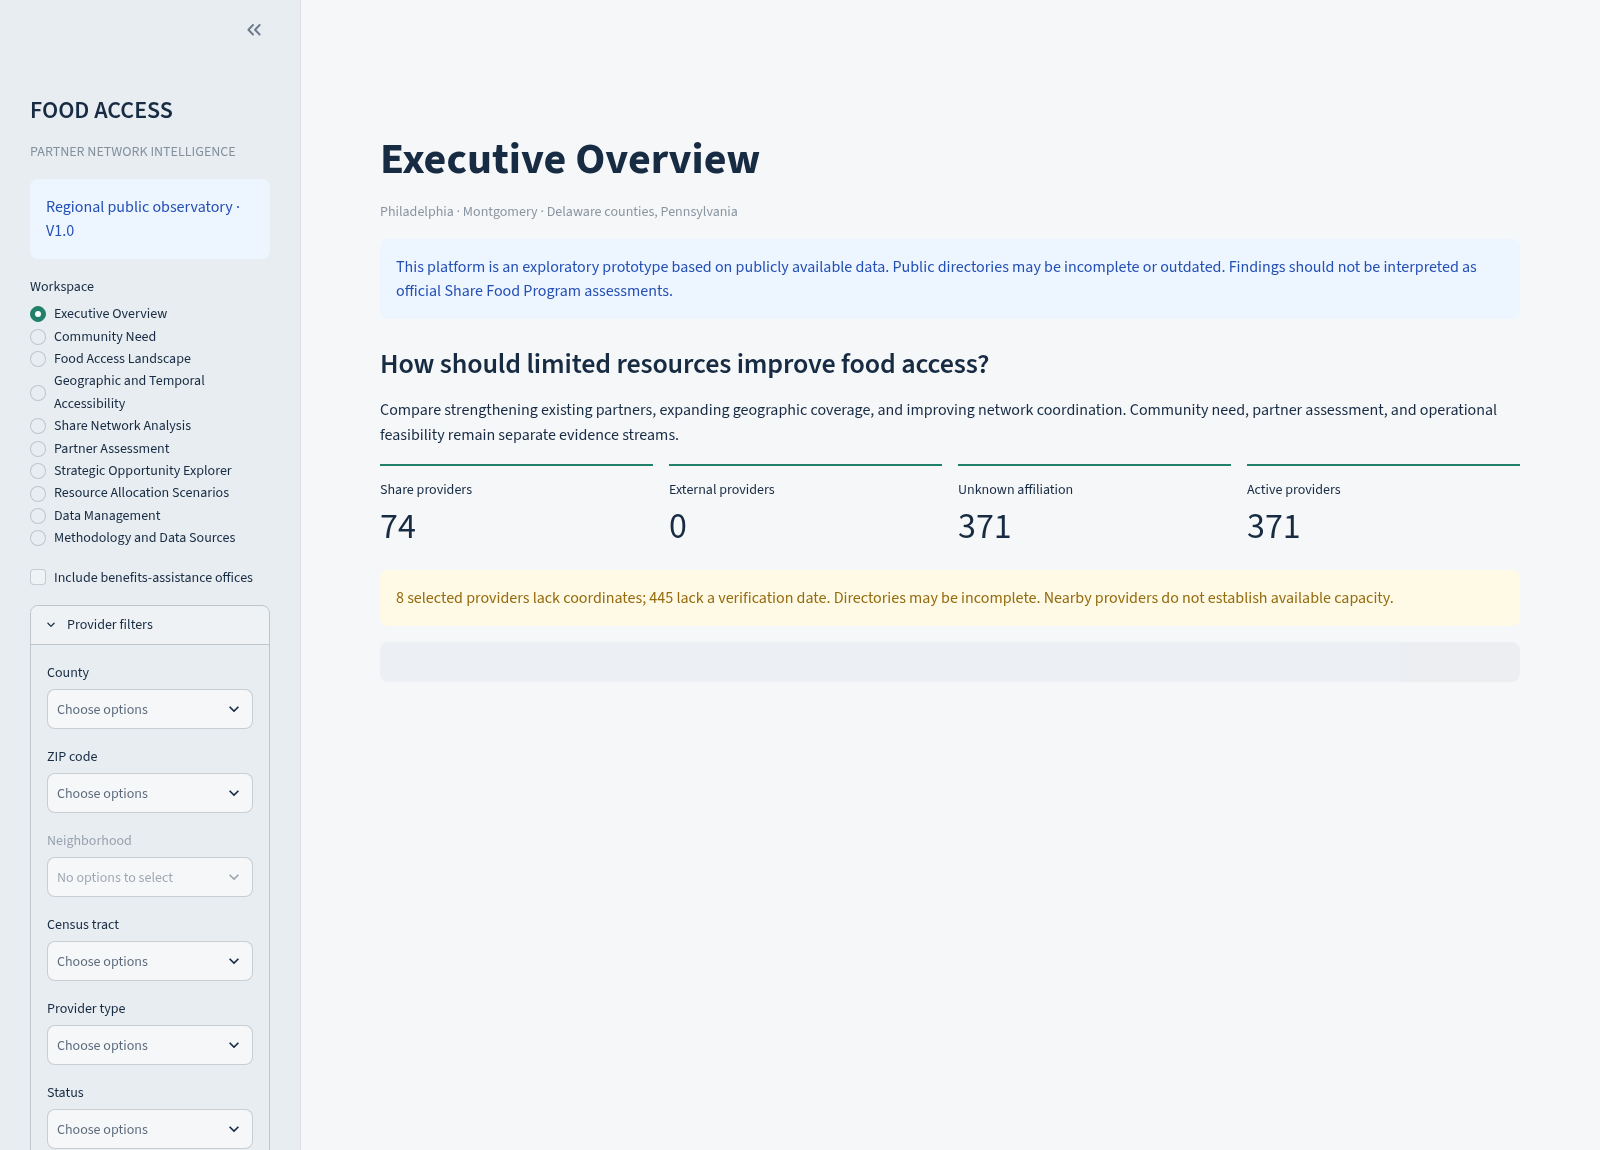 FOOD ACCESS
PARTNER NETWORK INTELLIGENCE
Regional public observatory ·
V1.0
Workspace
Executive Overview
Community Need
Food Access Landscape
Geographic and Temporal
Accessibility
Share Network Analysis
Partner Assessment
Strategic Opportunity Explorer
Resource Allocation Scenarios
Data Management
Methodology and Data Sources
Include benefits-assistance offices
Provider filters
County
Choose options
ZIP code
Choose options
Neighborhood
No options to select
Census tract
Choose options
Provider type
Choose options
Status
Choose options
Executive Overview
Philadelphia · Montgomery · Delaware counties, Pennsylvania
This platform is an exploratory prototype based on publicly available data. Public directories may be incomplete or outdated. Findings should not be interpreted as
official Share Food Program assessments.
How should limited resources improve food access?
Compare strengthening existing partners, expanding geographic coverage, and improving network coordination. Community need, partner assessment, and operational
feasibility remain separate evidence streams.
Share providers
74
External providers
0
Unknown affiliation
371
Active providers
371
8 selected providers lack coordinates; 445 lack a verification date. Directories may be incomplete. Nearby providers do not establish available capacity.